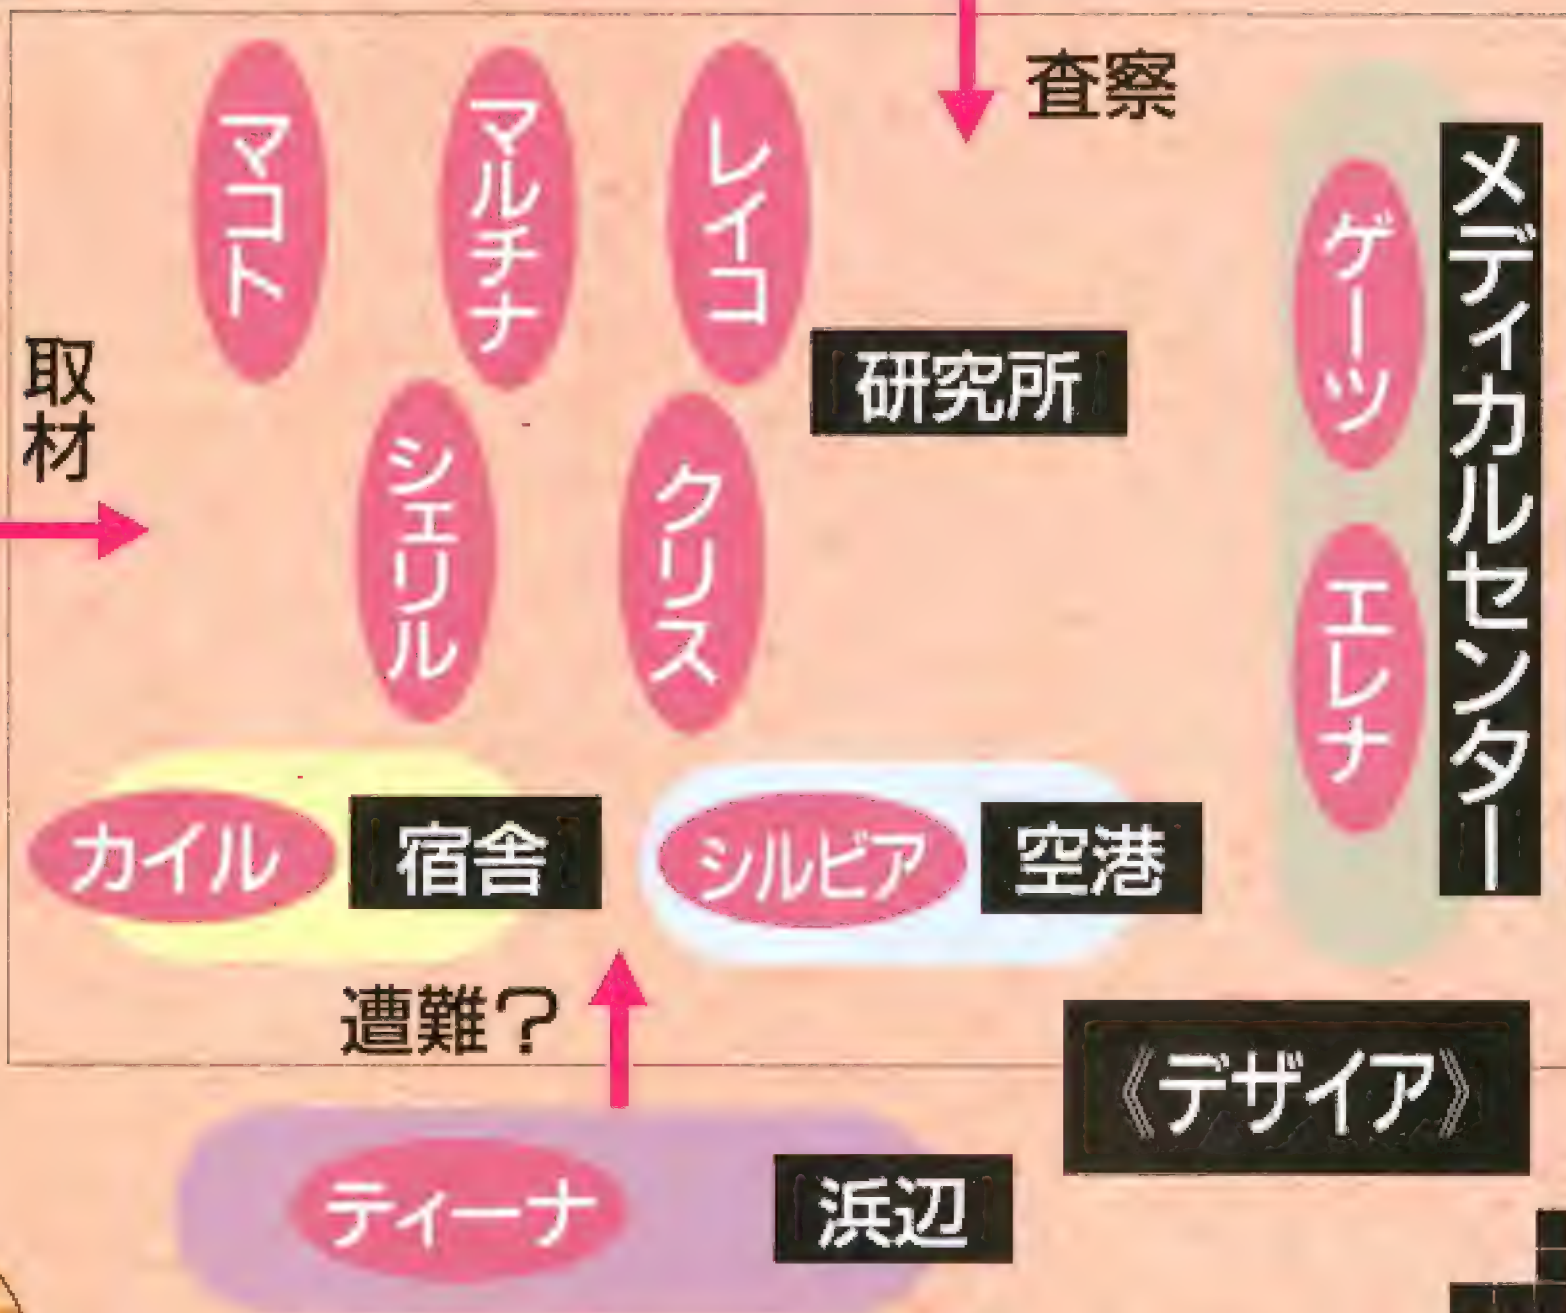 査察
メディカルセンター
ゲーツ
エレナ
レイコ
マルチナ
マコト
研究所
クリス
シェリル
取材
カイル
宿舎
シルビア
空港
遭難?
《デザイア》
ティーナ
浜辺